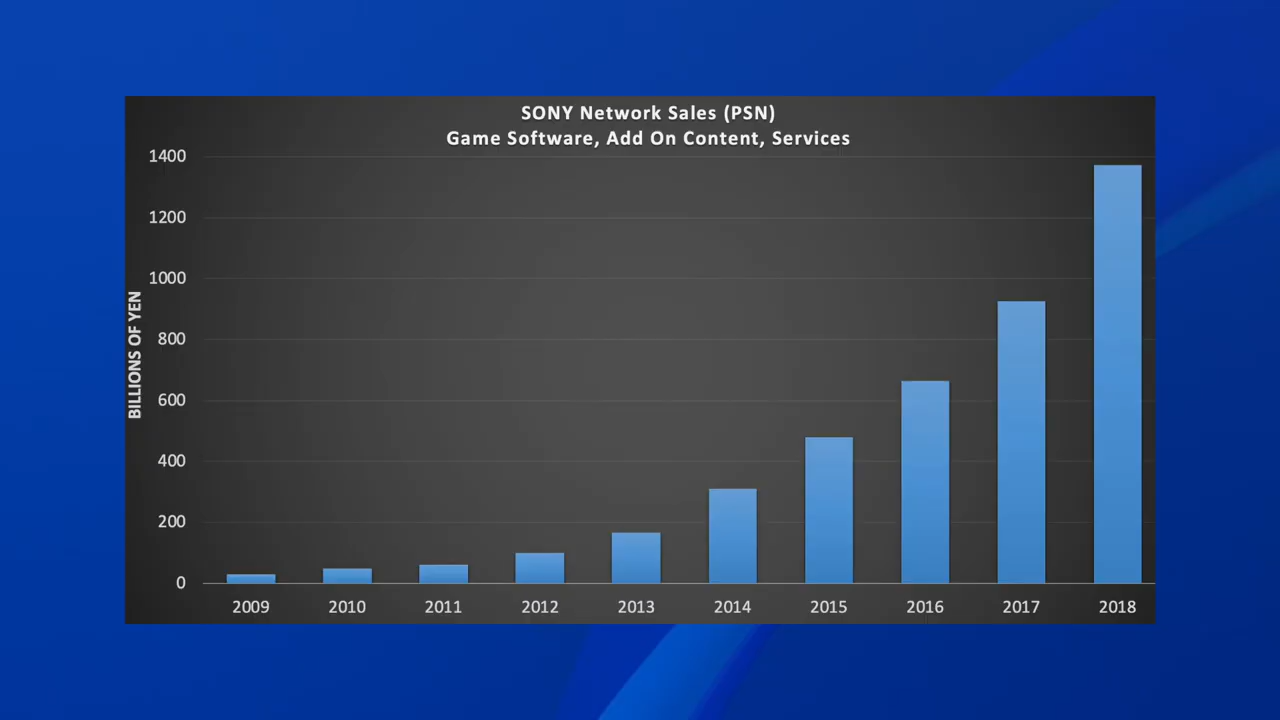 SONY Network Sales (PSN)
Game Software, Add On Content, Services
1400
1200
1000
800
600
400
200
0
BILLIONS OF YEN
2009 2010 2011 2012 2013 2014 2015 2016 2017 2018